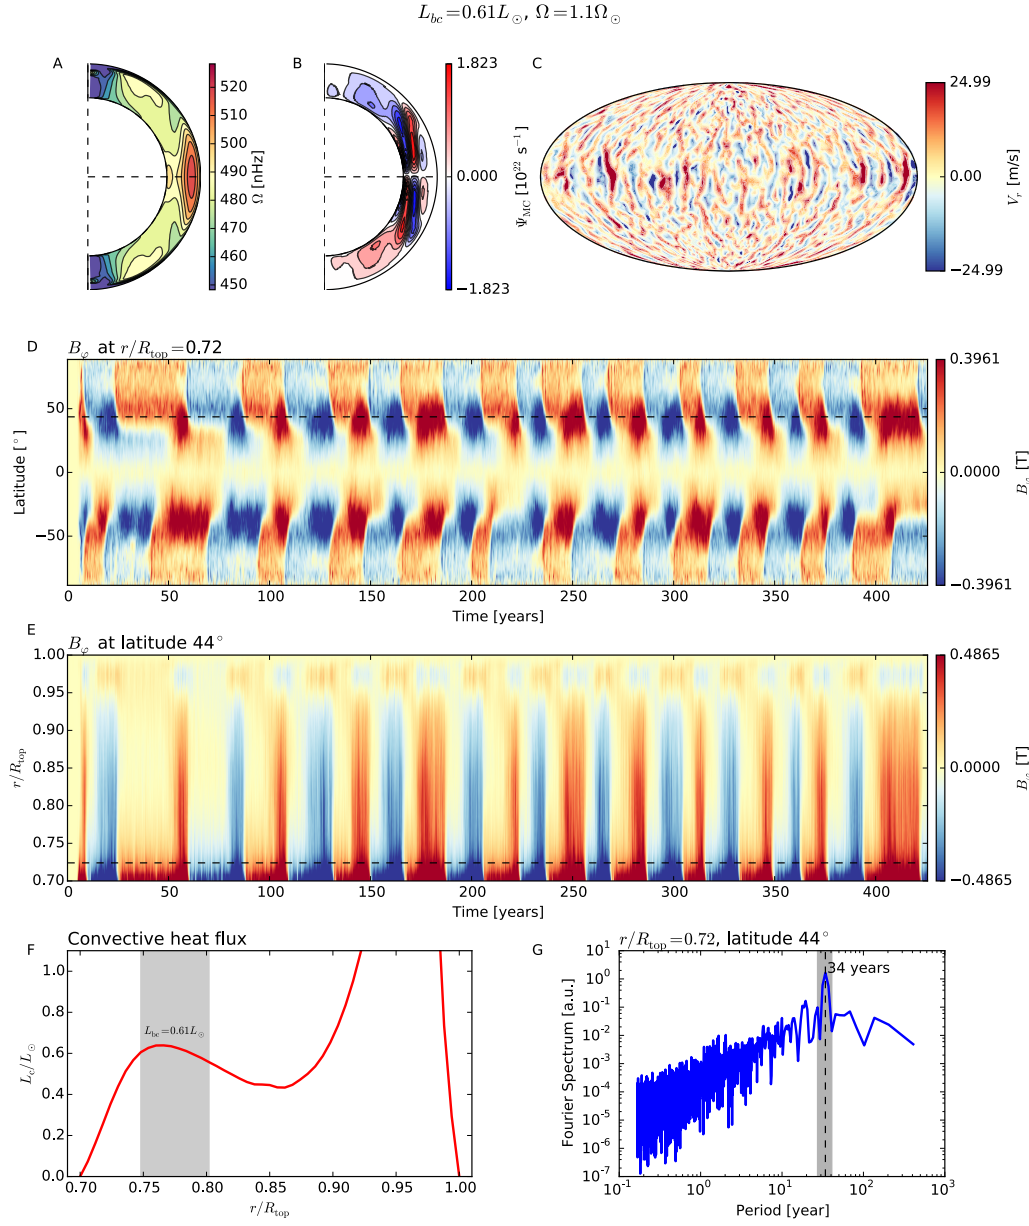 L_bc = 0.61L_⊙, Ω = 1.1Ω_⊙
A
520
510
500
490
480
470
460
450
Ω [nHz]
B
1.823
0.000
−1.823
Ψ_MC [10^22 s^−1]
C
24.99
0.00
−24.99
V_r [m/s]
D
B_φ at r/R_top = 0.72
50
0
−50
Latitude [°]
0 50 100 150 200 250 300 350 400
Time [years]
0.3961
0.0000
−0.3961
B_φ [T]
E
B_φ at latitude 44°
1.00
0.95
0.90
0.85
0.80
0.75
0.70
r/R_top
0 50 100 150 200 250 300 350 400
Time [years]
0.4865
0.0000
−0.4865
B_φ [T]
F
Convective heat flux
1.0
0.8
0.6
0.4
0.2
0.0
L_c/L_⊙
L_bc = 0.61L_⊙
0.70 0.75 0.80 0.85 0.90 0.95 1.00
r/R_top
G
r/R_top = 0.72, latitude 44°
10^1
10^0
10^−1
10^−2
10^−3
10^−4
10^−5
10^−6
10^−7
Fourier Spectrum [a.u.]
34 years
10^−1 10^0 10^1 10^2 10^3
Period [year]